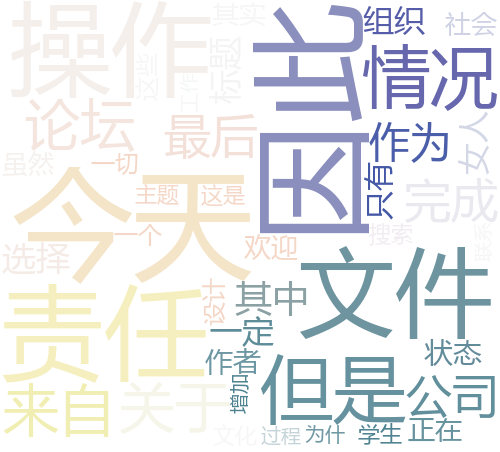 操作
其实
因此
组织
社会
情况
标题
这些
工作
论坛
最后
作为
女人
虽然
一切
只有
完成
今天
主题
这是
一个
欢迎
搜索
联系
选择
文件
责任
设计
其中
一定
作者
状态
但是
公司
来自
关于
增加
文化
过程
为什
学生
正在